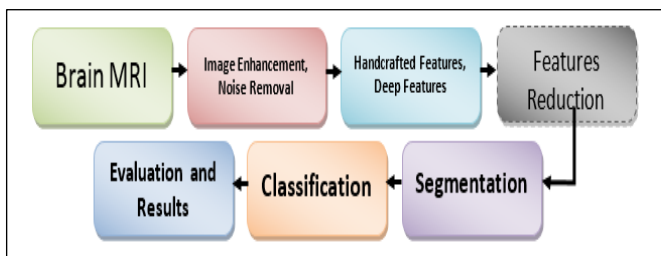 Brain MRI
Image Enhancement,
Noise Removal
Handcrafted Features,
Deep Features
Features
Reduction
Segmentation
Classification
Evaluation and
Results